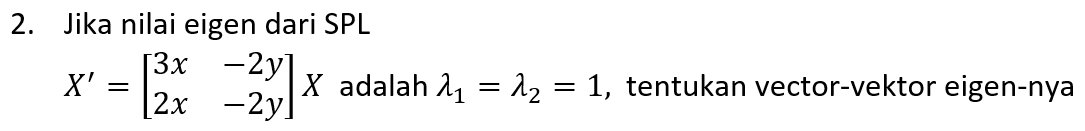 2. Jika nilai eigen dari SPL
X′ = [3x −2y
2x −2y] X adalah λ₁ = λ₂ = 1, tentukan vector-vektor eigen-nya